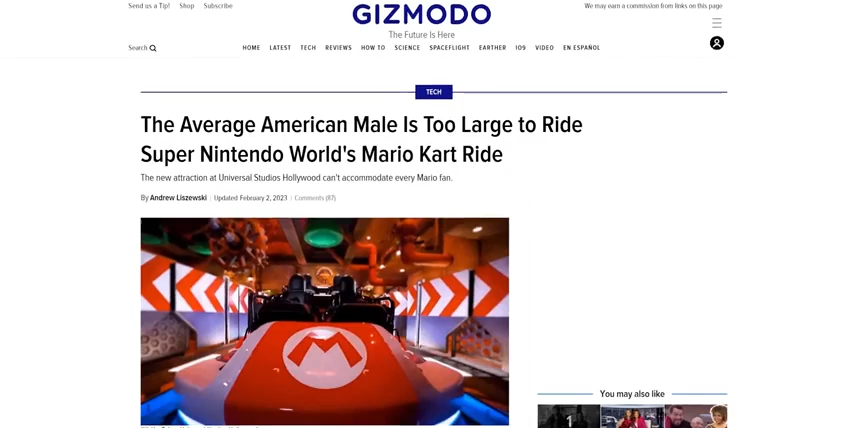 Send us a Tip! Shop Subscribe
GIZMODO
We may earn a commission from links on this page
The Future Is Here
Search
HOME LATEST TECH REVIEWS HOW TO SCIENCE SPACEFLIGHT EARTHER IO9 VIDEO EN ESPAÑOL
TECH
The Average American Male Is Too Large to Ride
Super Nintendo World's Mario Kart Ride
The new attraction at Universal Studios Hollywood can't accommodate every Mario fan.
By Andrew Liszewski | Updated February 2, 2023 | Comments (87)
M
You may also like
1